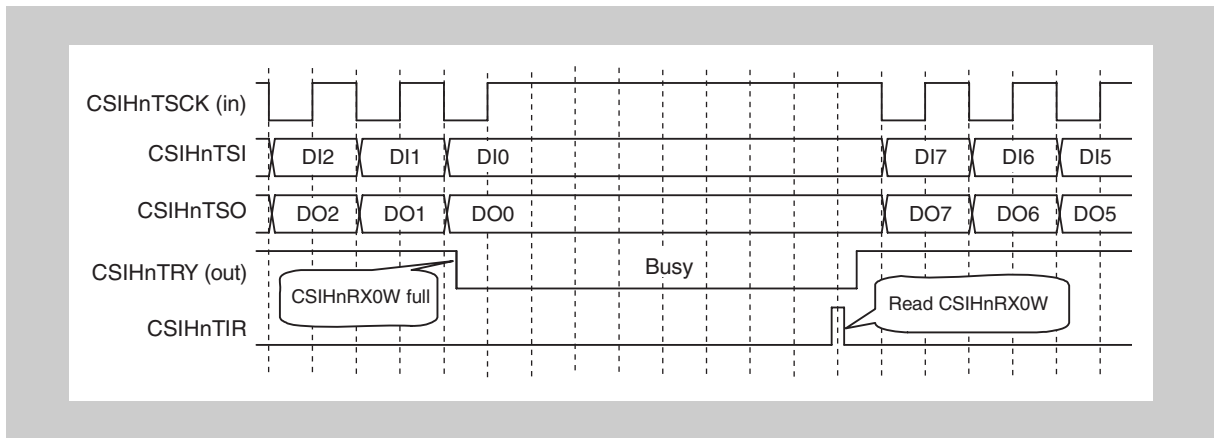 CSIHnTSCK (in)
CSIHnTSI DI2 DI1 DI0 DI7 DI6 DI5
CSIHnTSO DO2 DO1 DO0 DO7 DO6 DO5
CSIHnTRY (out) Busy
CSIHnRX0W full
Read CSIHnRX0W
CSIHnTIR